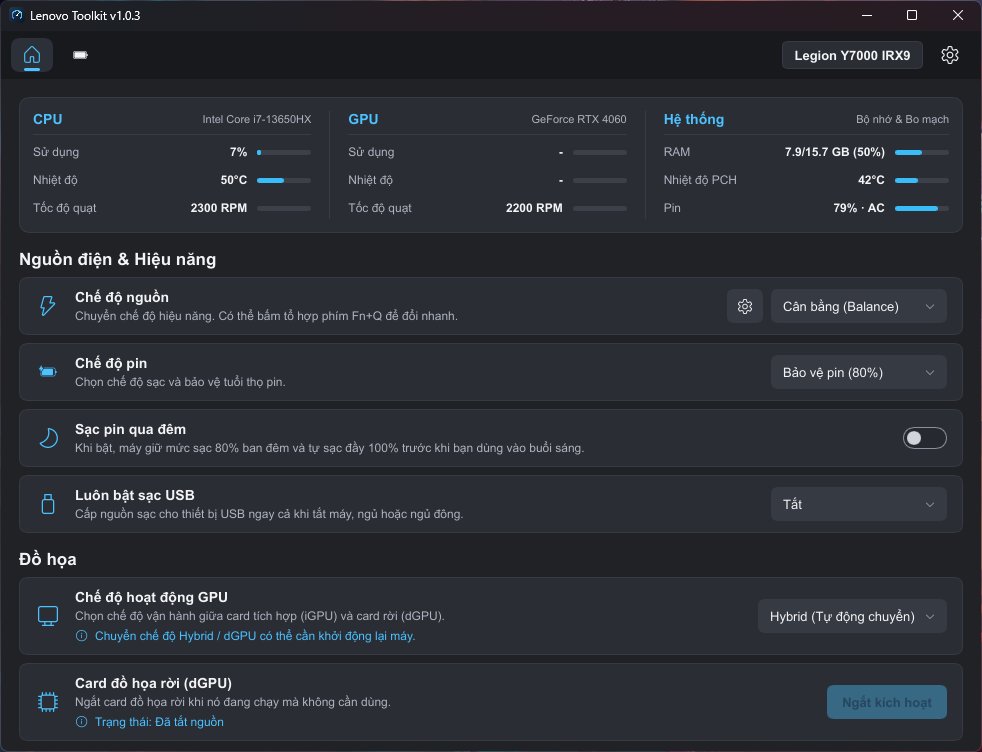 Lenovo Toolkit v1.0.3
Legion Y7000 IRX9
CPU
Intel Core i7-13650HX
Sử dụng
7%
Nhiệt độ
50°C
Tốc độ quạt
2300 RPM
GPU
GeForce RTX 4060
Sử dụng
-
Nhiệt độ
-
Tốc độ quạt
2200 RPM
Hệ thống
Bộ nhớ & Bo mạch
RAM
7.9/15.7 GB (50%)
Nhiệt độ PCH
42°C
Pin
79% · AC
Nguồn điện & Hiệu năng
Chế độ nguồn
Chuyển chế độ hiệu năng. Có thể bấm tổ hợp phím Fn+Q để đổi nhanh.
Cân bằng (Balance)
Chế độ pin
Chọn chế độ sạc và bảo vệ tuổi thọ pin.
Bảo vệ pin (80%)
Sạc pin qua đêm
Khi bật, máy giữ mức sạc 80% ban đêm và tự sạc đầy 100% trước khi bạn dùng vào buổi sáng.
Luôn bật sạc USB
Cấp nguồn sạc cho thiết bị USB ngay cả khi tắt máy, ngủ hoặc ngủ đông.
Tắt
Đồ họa
Chế độ hoạt động GPU
Chọn chế độ vận hành giữa card tích hợp (iGPU) và card rời (dGPU).
Chuyển chế độ Hybrid / dGPU có thể cần khởi động lại máy.
Hybrid (Tự động chuyển)
Card đồ họa rời (dGPU)
Ngắt card đồ họa rời khi nó đang chạy mà không cần dùng.
Trạng thái: Đã tắt nguồn
Ngắt kích hoạt